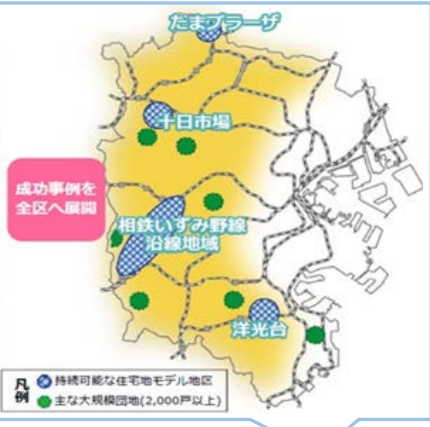 たまプラーザ
十日市場
成功事例を
全区へ展開
相鉄いずみ野線
沿線地域
洋光台
凡例
持続可能な住宅地モデル地区
主な大規模団地(2,000戸以上)